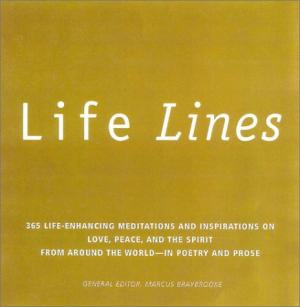 Life Lines
365 LIFE-ENHANCING MEDITATIONS AND INSPIRATIONS ON
LOVE, PEACE, AND THE SPIRIT
FROM AROUND THE WORLD—IN POETRY AND PROSE
GENERAL EDITOR, MARCUS BRAYBROOKE